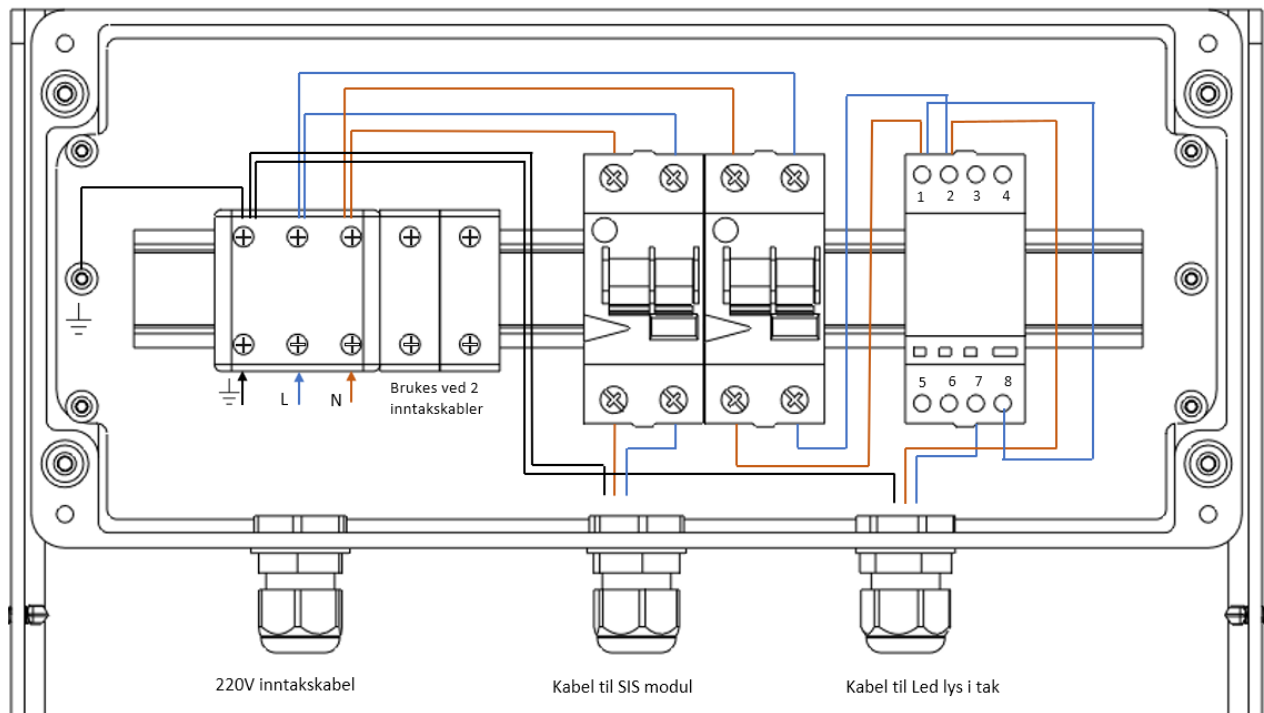 1 2 3 4
5 6 7 8
L N
Brukes ved 2
inntakskabler
220V inntakskabel
Kabel til SIS modul
Kabel til Led lys i tak